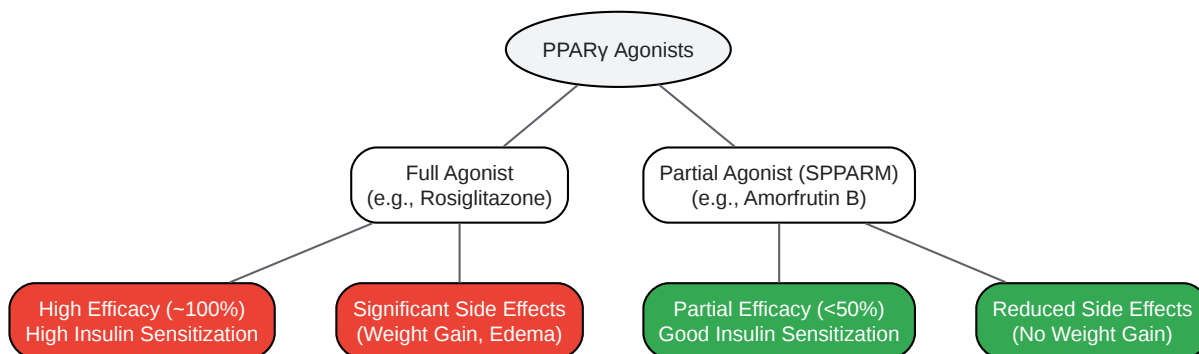 PPARγ Agonists
Full Agonist
(e.g., Rosiglitazone)
Partial Agonist (SPPARM)
(e.g., Amorfrutin B)
High Efficacy (~100%)
High Insulin Sensitization
Significant Side Effects
(Weight Gain, Edema)
Partial Efficacy (<50%)
Good Insulin Sensitization
Reduced Side Effects
(No Weight Gain)